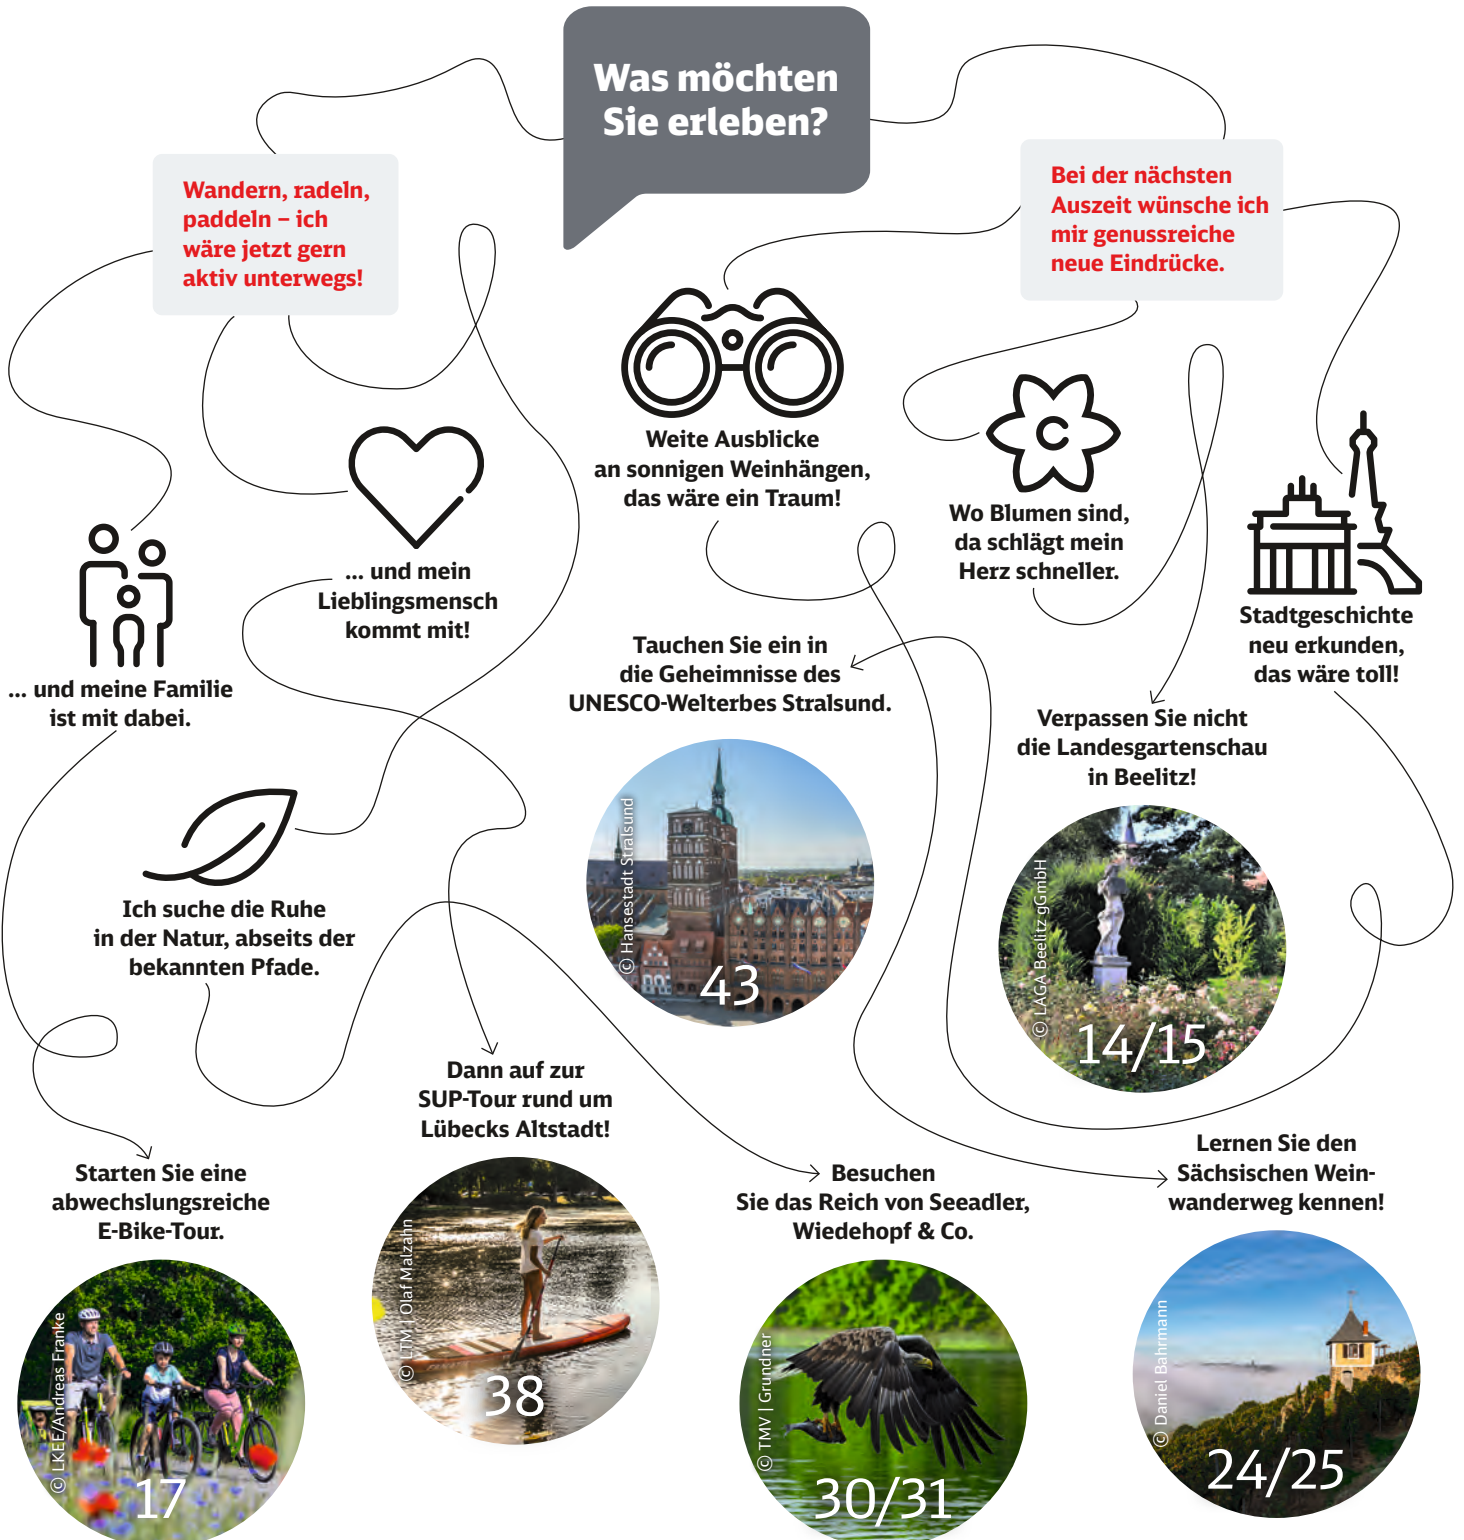 Was möchten
Sie erleben?
Wandern, radeln,
paddeln – ich
wäre jetzt gern
aktiv unterwegs!
Bei der nächsten
Auszeit wünsche ich
mir genussreiche
neue Eindrücke.
Weite Ausblicke
an sonnigen Weinhängen,
das wäre ein Traum!
C
Wo Blumen sind,
da schlägt mein
Herz schneller.
... und mein
Lieblingsmensch
kommt mit!
Stadtgeschichte
neu erkunden,
das wäre toll!
... und meine Familie
ist mit dabei.
Tauchen Sie ein in
die Geheimnisse des
UNESCO-Welterbes Stralsund.
Verpassen Sie nicht
die Landesgartenschau
in Beelitz!
© Hansestadt Stralsund
43
© LAGA Beelitz gGmbH
14/15
Ich suche die Ruhe
in der Natur, abseits der
bekannten Pfade.
Dann auf zur
SUP-Tour rund um
Lübecks Altstadt!
Starten Sie eine
abwechslungsreiche
E-Bike-Tour.
Besuchen
Sie das Reich von Seeadler,
Wiedehopf & Co.
Lernen Sie den
Sächsischen Wein-
wanderweg kennen!
© LKEE/Andreas Franke
17
© LTM | Olaf Malzahn
38
© TMV | Grundner
30/31
© Daniel Bahrmann
24/25